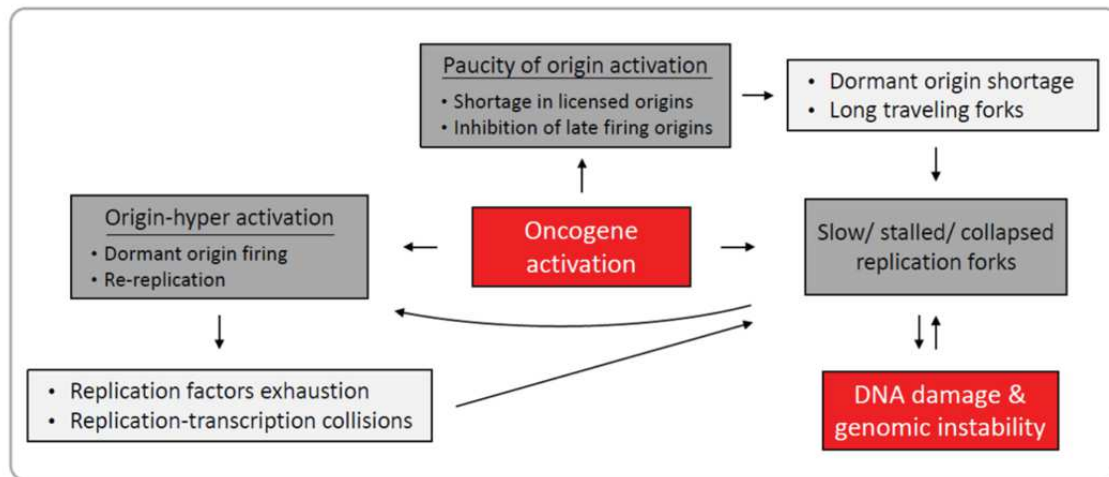 Paucity of origin activation
• Shortage in licensed origins
• Inhibition of late firing origins
• Dormant origin shortage
• Long traveling forks
Origin-hyper activation
• Dormant origin firing
• Re-replication
Oncogene
activation
Slow/ stalled/ collapsed
replication forks
• Replication factors exhaustion
• Replication-transcription collisions
DNA damage &
genomic instability